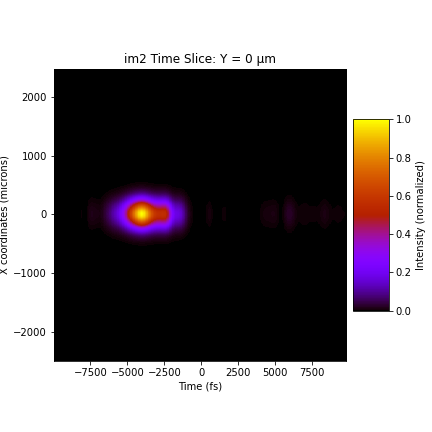 im2 Time Slice: Y = 0 μm
2000
1000
0
−1000
−2000
X coordinates (microns)
−7500 −5000 −2500 0 2500 5000 7500
Time (fs)
1.0
0.8
0.6
0.4
0.2
0.0
Intensity (normalized)